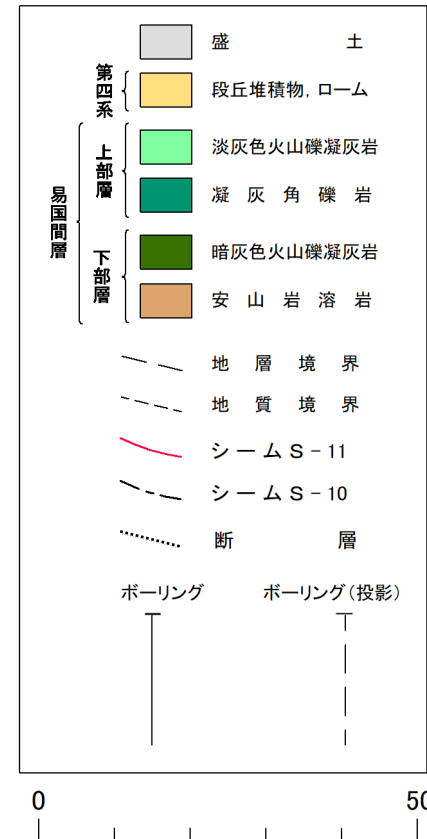 盛土
第四系
段丘堆積物，ローム
易国間層
上部層
淡灰色火山礫凝灰岩
凝灰角礫岩
下部層
暗灰色火山礫凝灰岩
安山岩溶岩
地層境界
地質境界
シームS－11
シームS－10
断層
ボーリング ボーリング(投影)
0 50